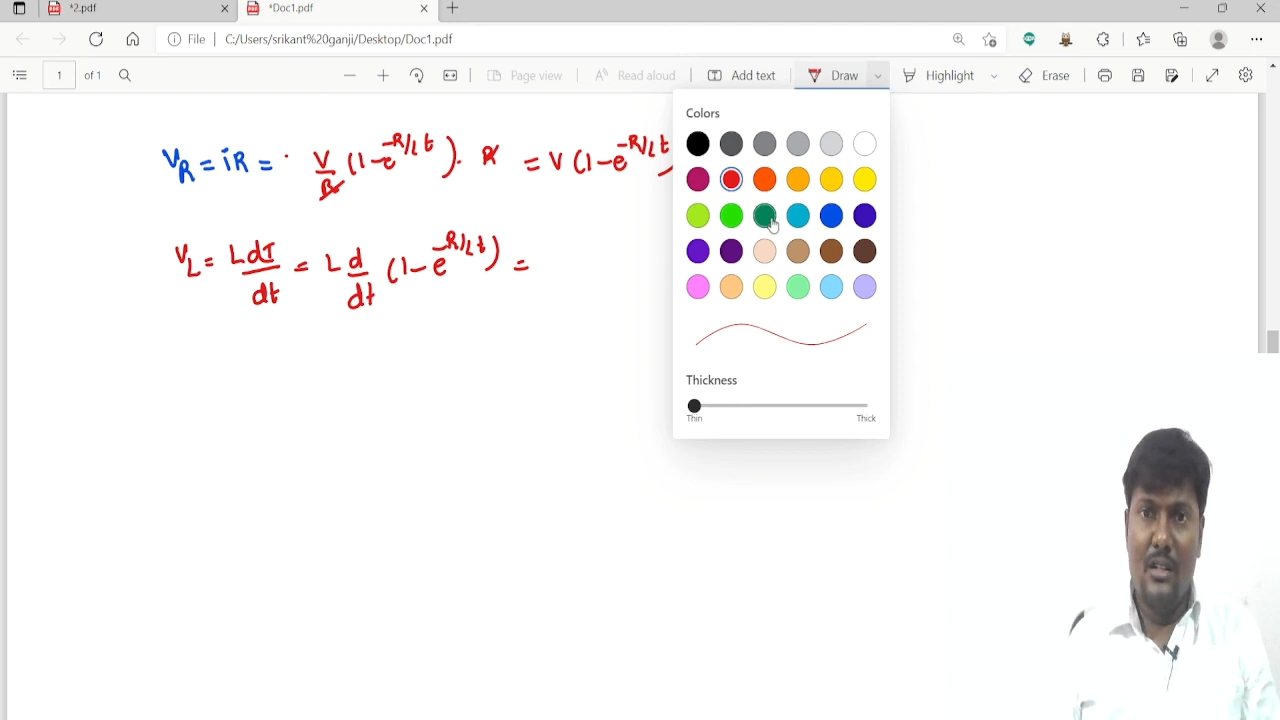 *2.pdf
*Doc1.pdf
File | C:/Users/srikant%20ganji/Desktop/Doc1.pdf
1 of 1 Page view Read aloud Add text Draw Highlight Erase
Colors
V_R = iR = V/R (1-e^{-R/L t}). R = V (1-e^{-R/L t})
V_L = L dI/dt = L d/dt (1-e^{-R/L t}) =
Thickness
Thin Thick